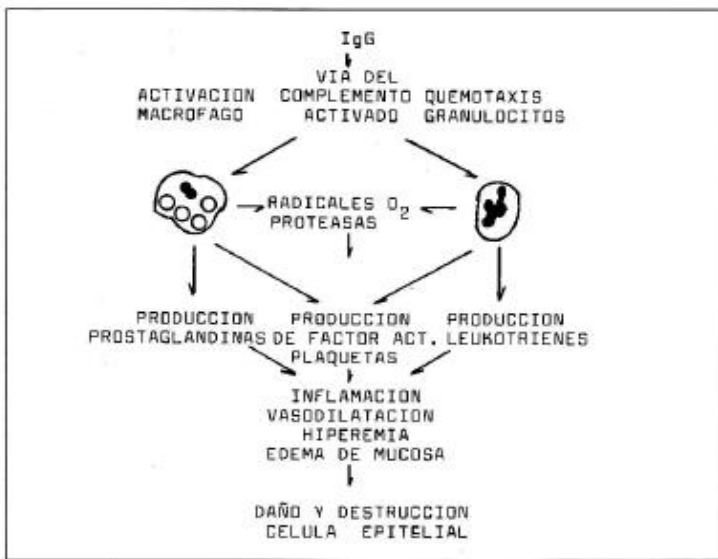 IgG
VIA DEL
ACTIVACION COMPLEMENTO QUEMOTAXIS
MACROFAGO ACTIVADO GRANULOCITOS
RADICALES O2
PROTEASAS
PRODUCCION PRODUCCION PRODUCCION
PROSTAGLANDINAS DE FACTOR ACT. LEUKOTRIENES
PLAQUETAS
INFLAMACION
VASODILATACION
HIPEREMIA
EDEMA DE MUCOSA
DAÑO Y DESTRUCCION
CELULA EPITELIAL